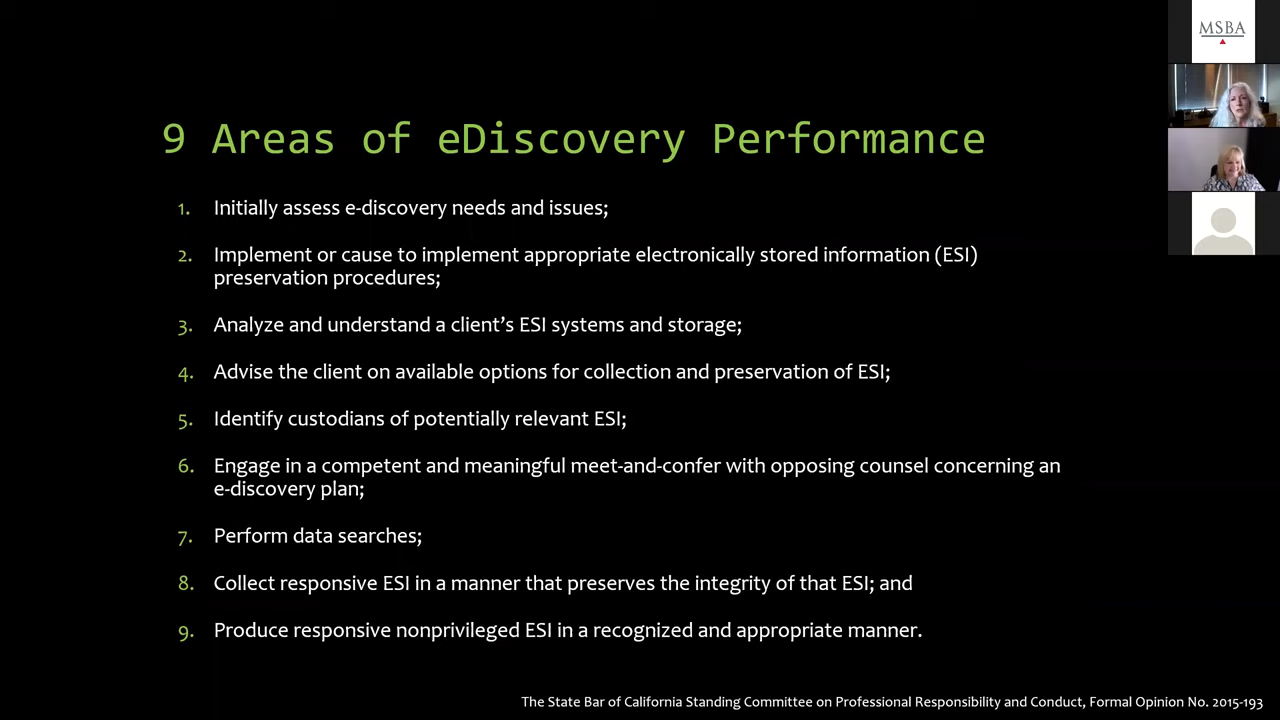 MSBA
9 Areas of eDiscovery Performance
1. Initially assess e-discovery needs and issues;
2. Implement or cause to implement appropriate electronically stored information (ESI)
preservation procedures;
3. Analyze and understand a client’s ESI systems and storage;
4. Advise the client on available options for collection and preservation of ESI;
5. Identify custodians of potentially relevant ESI;
6. Engage in a competent and meaningful meet-and-confer with opposing counsel concerning an
e-discovery plan;
7. Perform data searches;
8. Collect responsive ESI in a manner that preserves the integrity of that ESI; and
9. Produce responsive nonprivileged ESI in a recognized and appropriate manner.
The State Bar of California Standing Committee on Professional Responsibility and Conduct, Formal Opinion No. 2015-193